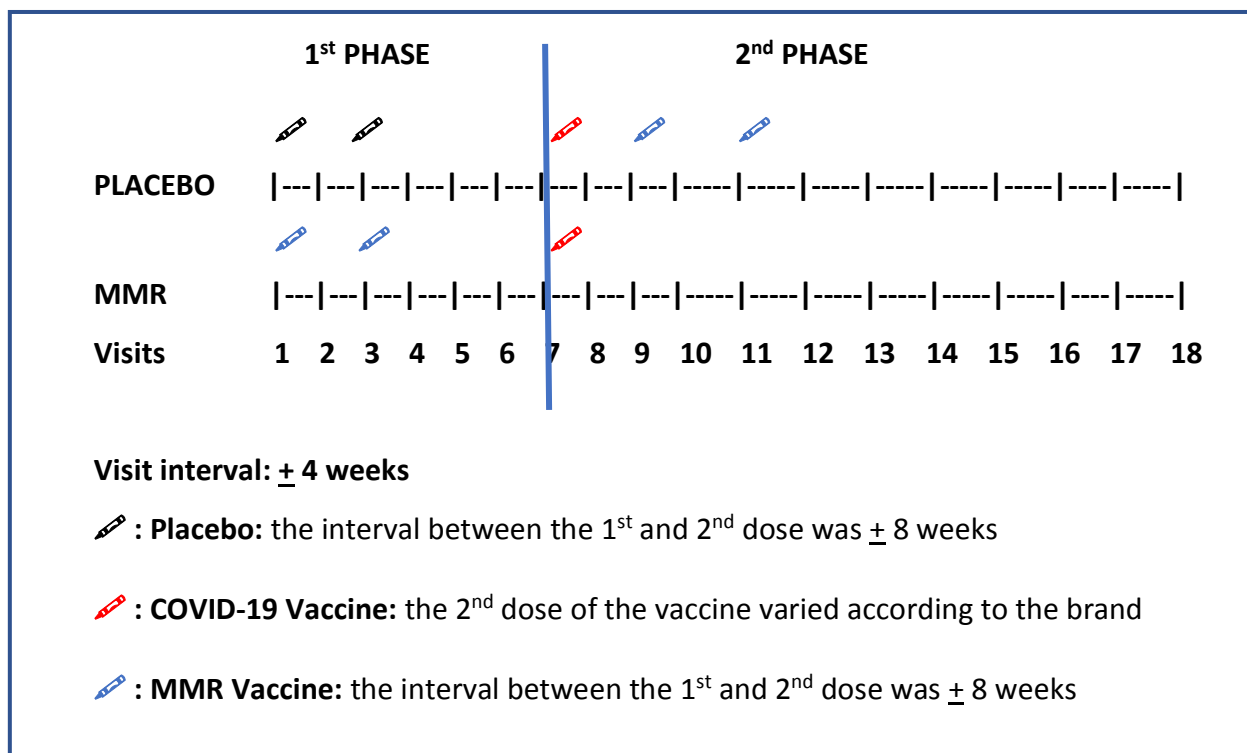 1st PHASE 2nd PHASE
PLACEBO |---|---|---|---|---|---|---|---|---|-----|-----|-----|-----|-----|-----|----|-----|
MMR |---|---|---|---|---|---|---|---|---|-----|-----|-----|-----|-----|-----|----|-----|
Visits 1 2 3 4 5 6 7 8 9 10 11 12 13 14 15 16 17 18
Visit interval: ± 4 weeks
: Placebo: the interval between the 1st and 2nd dose was ± 8 weeks
: COVID-19 Vaccine: the 2nd dose of the vaccine varied according to the brand
: MMR Vaccine: the interval between the 1st and 2nd dose was ± 8 weeks